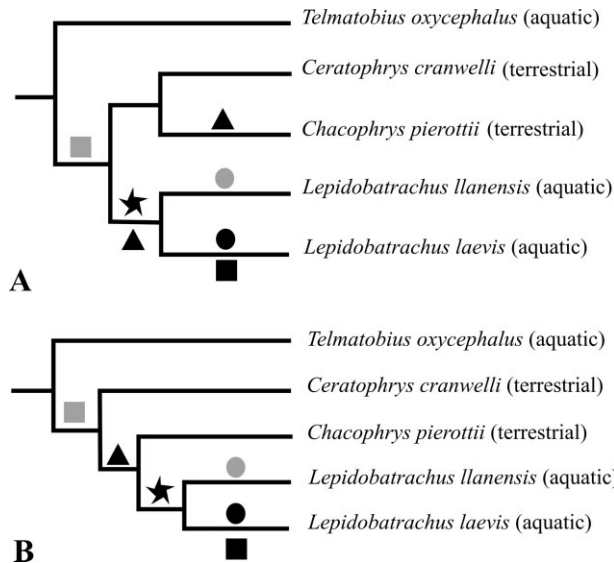 Telmatobius oxycephalus (aquatic)
Ceratophrys cranwelli (terrestrial)
Chacophrys pierottii (terrestrial)
Lepidobatrachus llanensis (aquatic)
Lepidobatrachus laevis (aquatic)
A
Telmatobius oxycephalus (aquatic)
Ceratophrys cranwelli (terrestrial)
Chacophrys pierottii (terrestrial)
Lepidobatrachus llanensis (aquatic)
Lepidobatrachus laevis (aquatic)
B